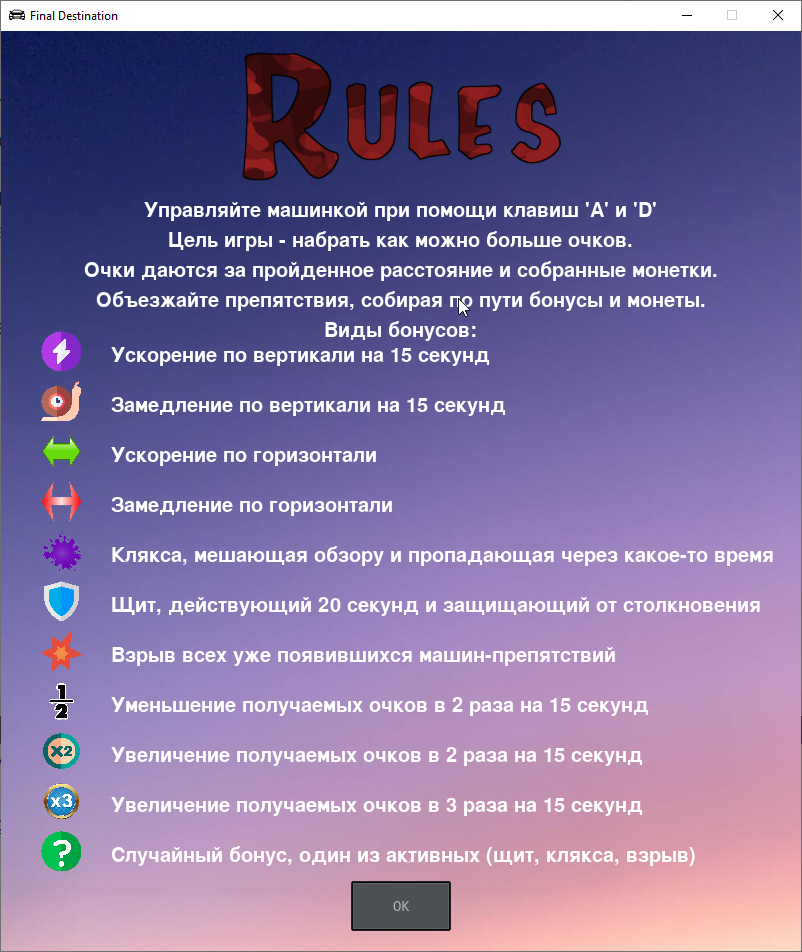 Final Destination
RULES
Управляйте машинкой при помощи клавиш 'A' и 'D'
Цель игры - набрать как можно больше очков.
Очки даются за пройденное расстояние и собранные монетки.
Объезжайте препятствия, собирая по пути бонусы и монеты.
Виды бонусов:
Ускорение по вертикали на 15 секунд
Замедление по вертикали на 15 секунд
Ускорение по горизонтали
Замедление по горизонтали
Клякса, мешающая обзору и пропадающая через какое-то время
Щит, действующий 20 секунд и защищающий от столкновения
Взрыв всех уже появившихся машин-препятствий
1/2 Уменьшение получаемых очков в 2 раза на 15 секунд
X2 Увеличение получаемых очков в 2 раза на 15 секунд
x3 Увеличение получаемых очков в 3 раза на 15 секунд
? Случайный бонус, один из активных (щит, клякса, взрыв)
OK